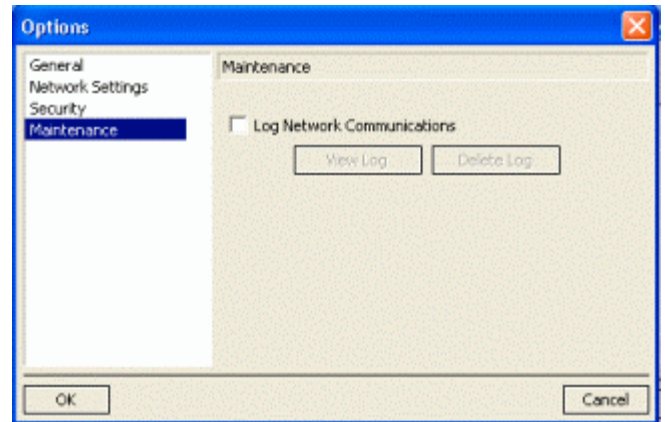 Options
General
Network Settings
Security
Maintenance
Maintenance
Log Network Communications
View Log
Delete Log
OK
Cancel